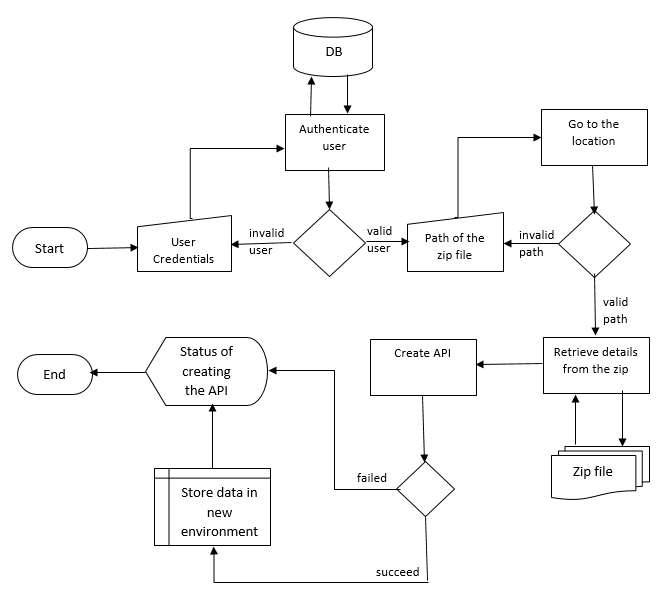 DB
Authenticate
user
Go to the
location
Start
User
Credentials
invalid
user
valid
user
Path of the
zip file
invalid
path
valid
path
End
Status of
creating
the API
Create API
Retrieve details
from the zip
Zip file
failed
Store data in
new
environment
succeed